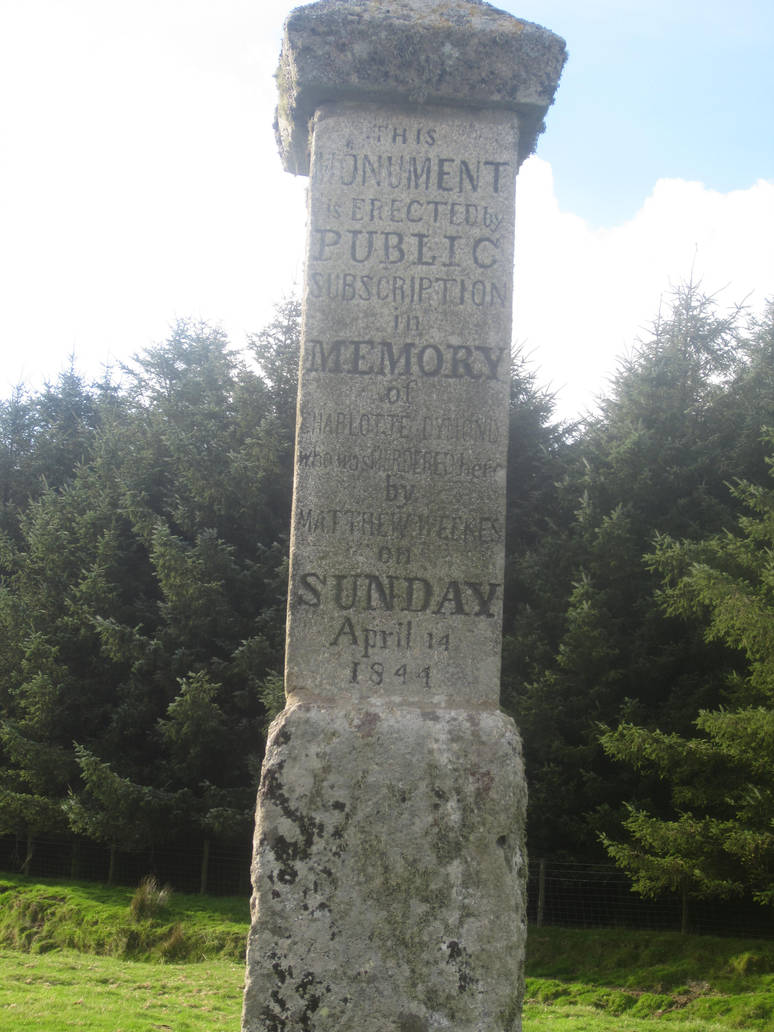 THIS
MONUMENT
is ERECTED by
PUBLIC
SUBSCRIPTION
in
MEMORY
of
CHARLOTTE DYMOND
who was MURDERED here
by
MATTHEW WEEKES
on
SUNDAY
April 14
1844